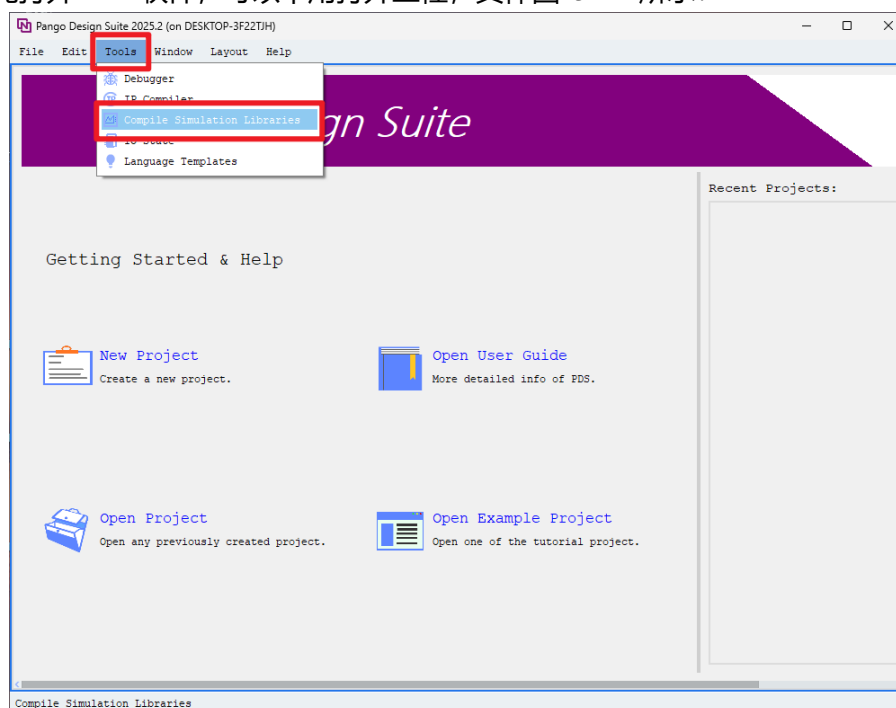 Pango Design Suite 2025.2 (on DESKTOP-3F22TJH)
File Edit Tools Window Layout Help
Debugger
IP Compiler
Compile Simulation Libraries
gn Suite
Language Templates
Recent Projects:
Getting Started & Help
New Project
Create a new project.
Open User Guide
More detailed info of PDS.
Open Project
Open any previously created project.
Open Example Project
Open one of the tutorial project.
Compile Simulation Libraries